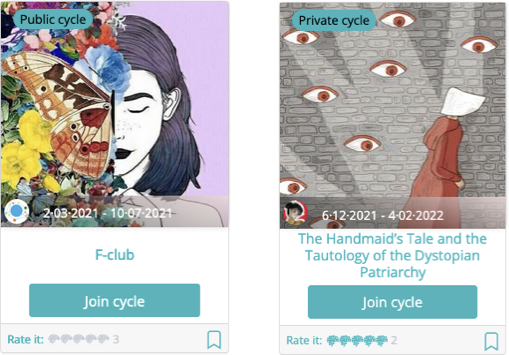 Public cycle
2·03·2021 - 10·07·2021
F-club
Join cycle
Rate it: 3
Private cycle
6·12·2021 - 4·02·2022
The Handmaid's Tale and the
Tautology of the Dystopian
Patriarchy
Join cycle
Rate it: 2